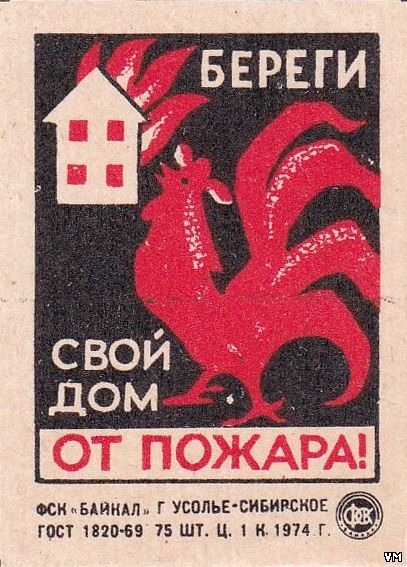 БЕРЕГИ
СВОЙ
ДОМ
ОТ ПОЖАРА!
ФСК «БАЙКАЛ» Г УСОЛЬЕ-СИБИРСКОЕ
ГОСТ 1820-69 75 ШТ. Ц. 1 К. 1974 Г.
VM